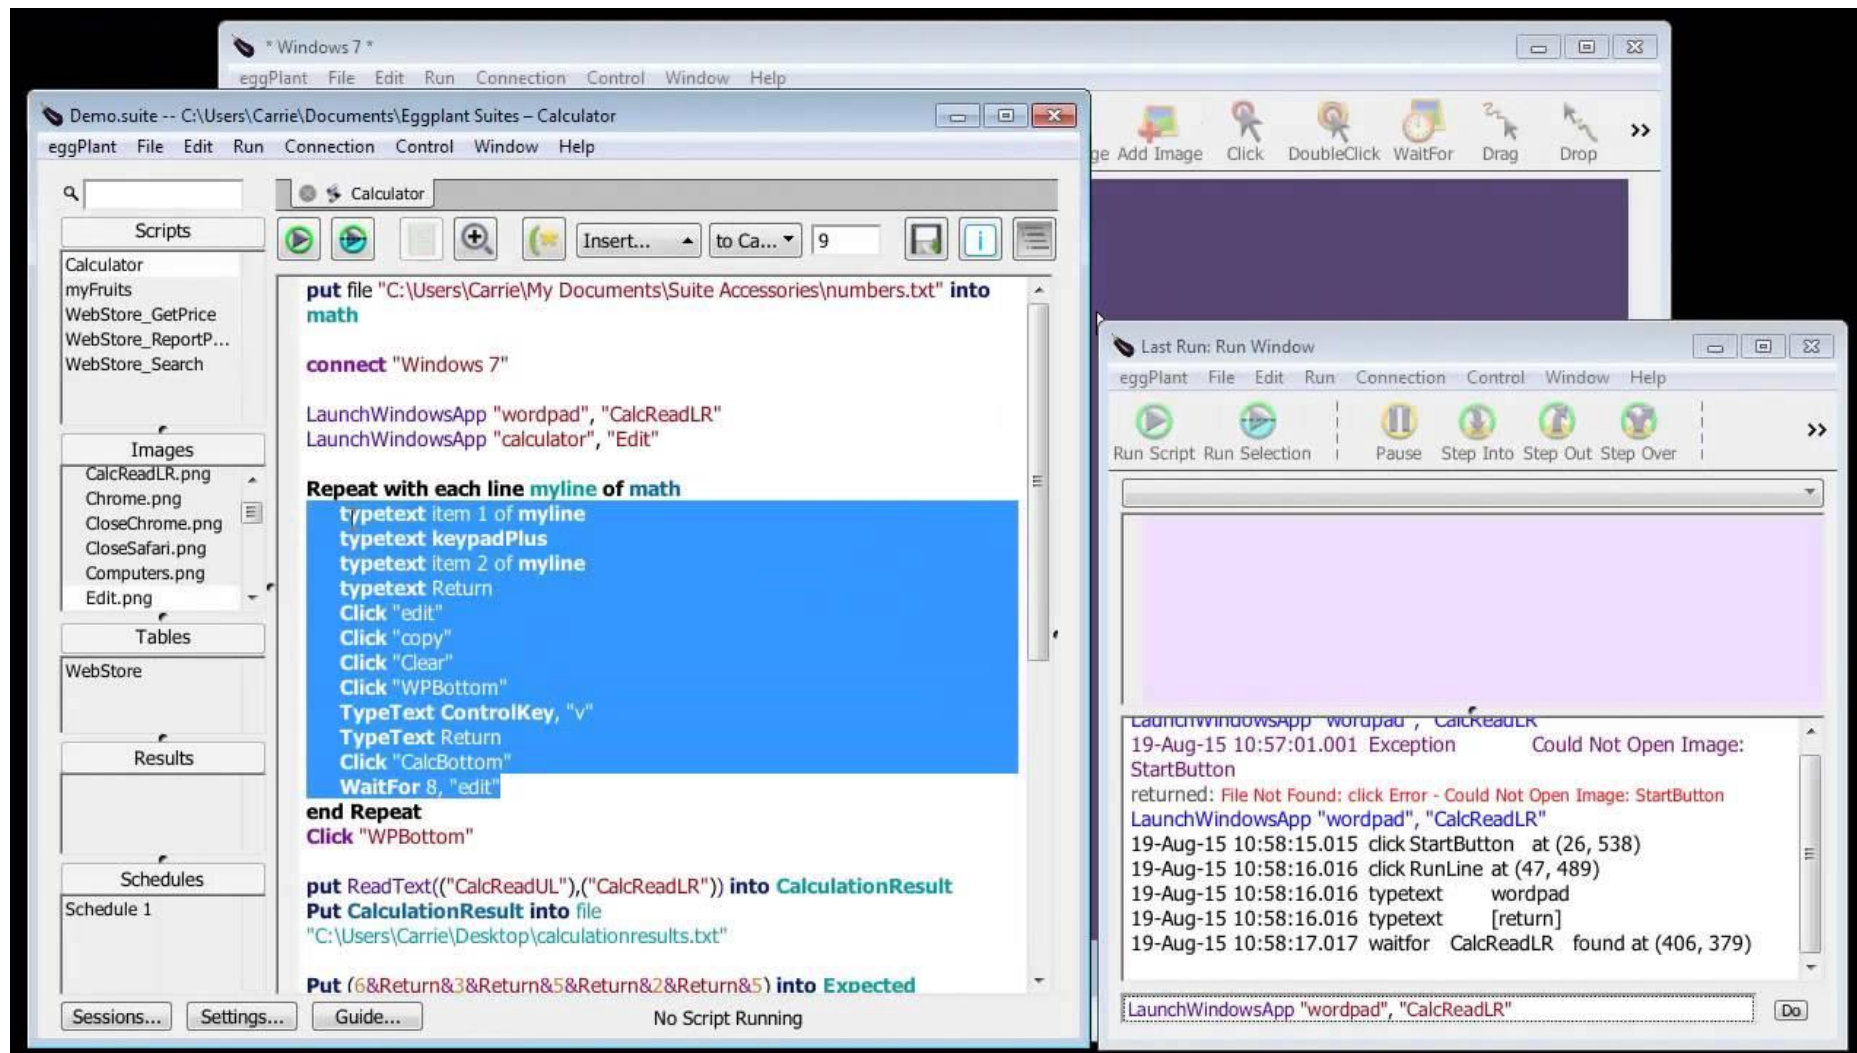 * Windows 7 *
eggPlant File Edit Run Connection Control Window Help
Add Image Click DoubleClick WaitFor Drag Drop >>
Demo.suite -- C:\Users\Carrie\Documents\Eggplant Suites – Calculator
eggPlant File Edit Run Connection Control Window Help
Calculator
Insert... to Ca... 9
Scripts
Calculator
myFruits
WebStore_GetPrice
WebStore_ReportP...
WebStore_Search
Images
CalcReadLR.png
Chrome.png
CloseChrome.png
CloseSafari.png
Computers.png
Edit.png
Tables
WebStore
Results
Schedules
Schedule 1
put file "C:\Users\Carrie\My Documents\Suite Accessories\numbers.txt" into
math
connect "Windows 7"
LaunchWindowsApp "wordpad", "CalcReadLR"
LaunchWindowsApp "calculator", "Edit"
Repeat with each line myline of math
typetext item 1 of myline
typetext keypadPlus
typetext item 2 of myline
typetext Return
Click "edit"
Click "copy"
Click "Clear"
Click "WPBottom"
TypeText ControlKey, "v"
TypeText Return
Click "CalcBottom"
WaitFor 8, "edit"
end Repeat
Click "WPBottom"
put ReadText(("CalcReadUL"),("CalcReadLR")) into CalculationResult
Put CalculationResult into file
"C:\Users\Carrie\Desktop\calculationresults.txt"
Put (6&Return&3&Return&5&Return&2&Return&5) into Expected
Sessions... Settings... Guide... No Script Running
Last Run: Run Window
eggPlant File Edit Run Connection Control Window Help
Run Script Run Selection Pause Step Into Step Out Step Over >>
LaunchWindowsApp "wordpad", "CalcReadLR"
19-Aug-15 10:57:01.001 Exception Could Not Open Image:
StartButton
returned: File Not Found: click Error - Could Not Open Image: StartButton
LaunchWindowsApp "wordpad", "CalcReadLR"
19-Aug-15 10:58:15.015 click StartButton at (26, 538)
19-Aug-15 10:58:16.016 click RunLine at (47, 489)
19-Aug-15 10:58:16.016 typetext wordpad
19-Aug-15 10:58:16.016 typetext [return]
19-Aug-15 10:58:17.017 waitfor CalcReadLR found at (406, 379)
LaunchWindowsApp "wordpad", "CalcReadLR" Do